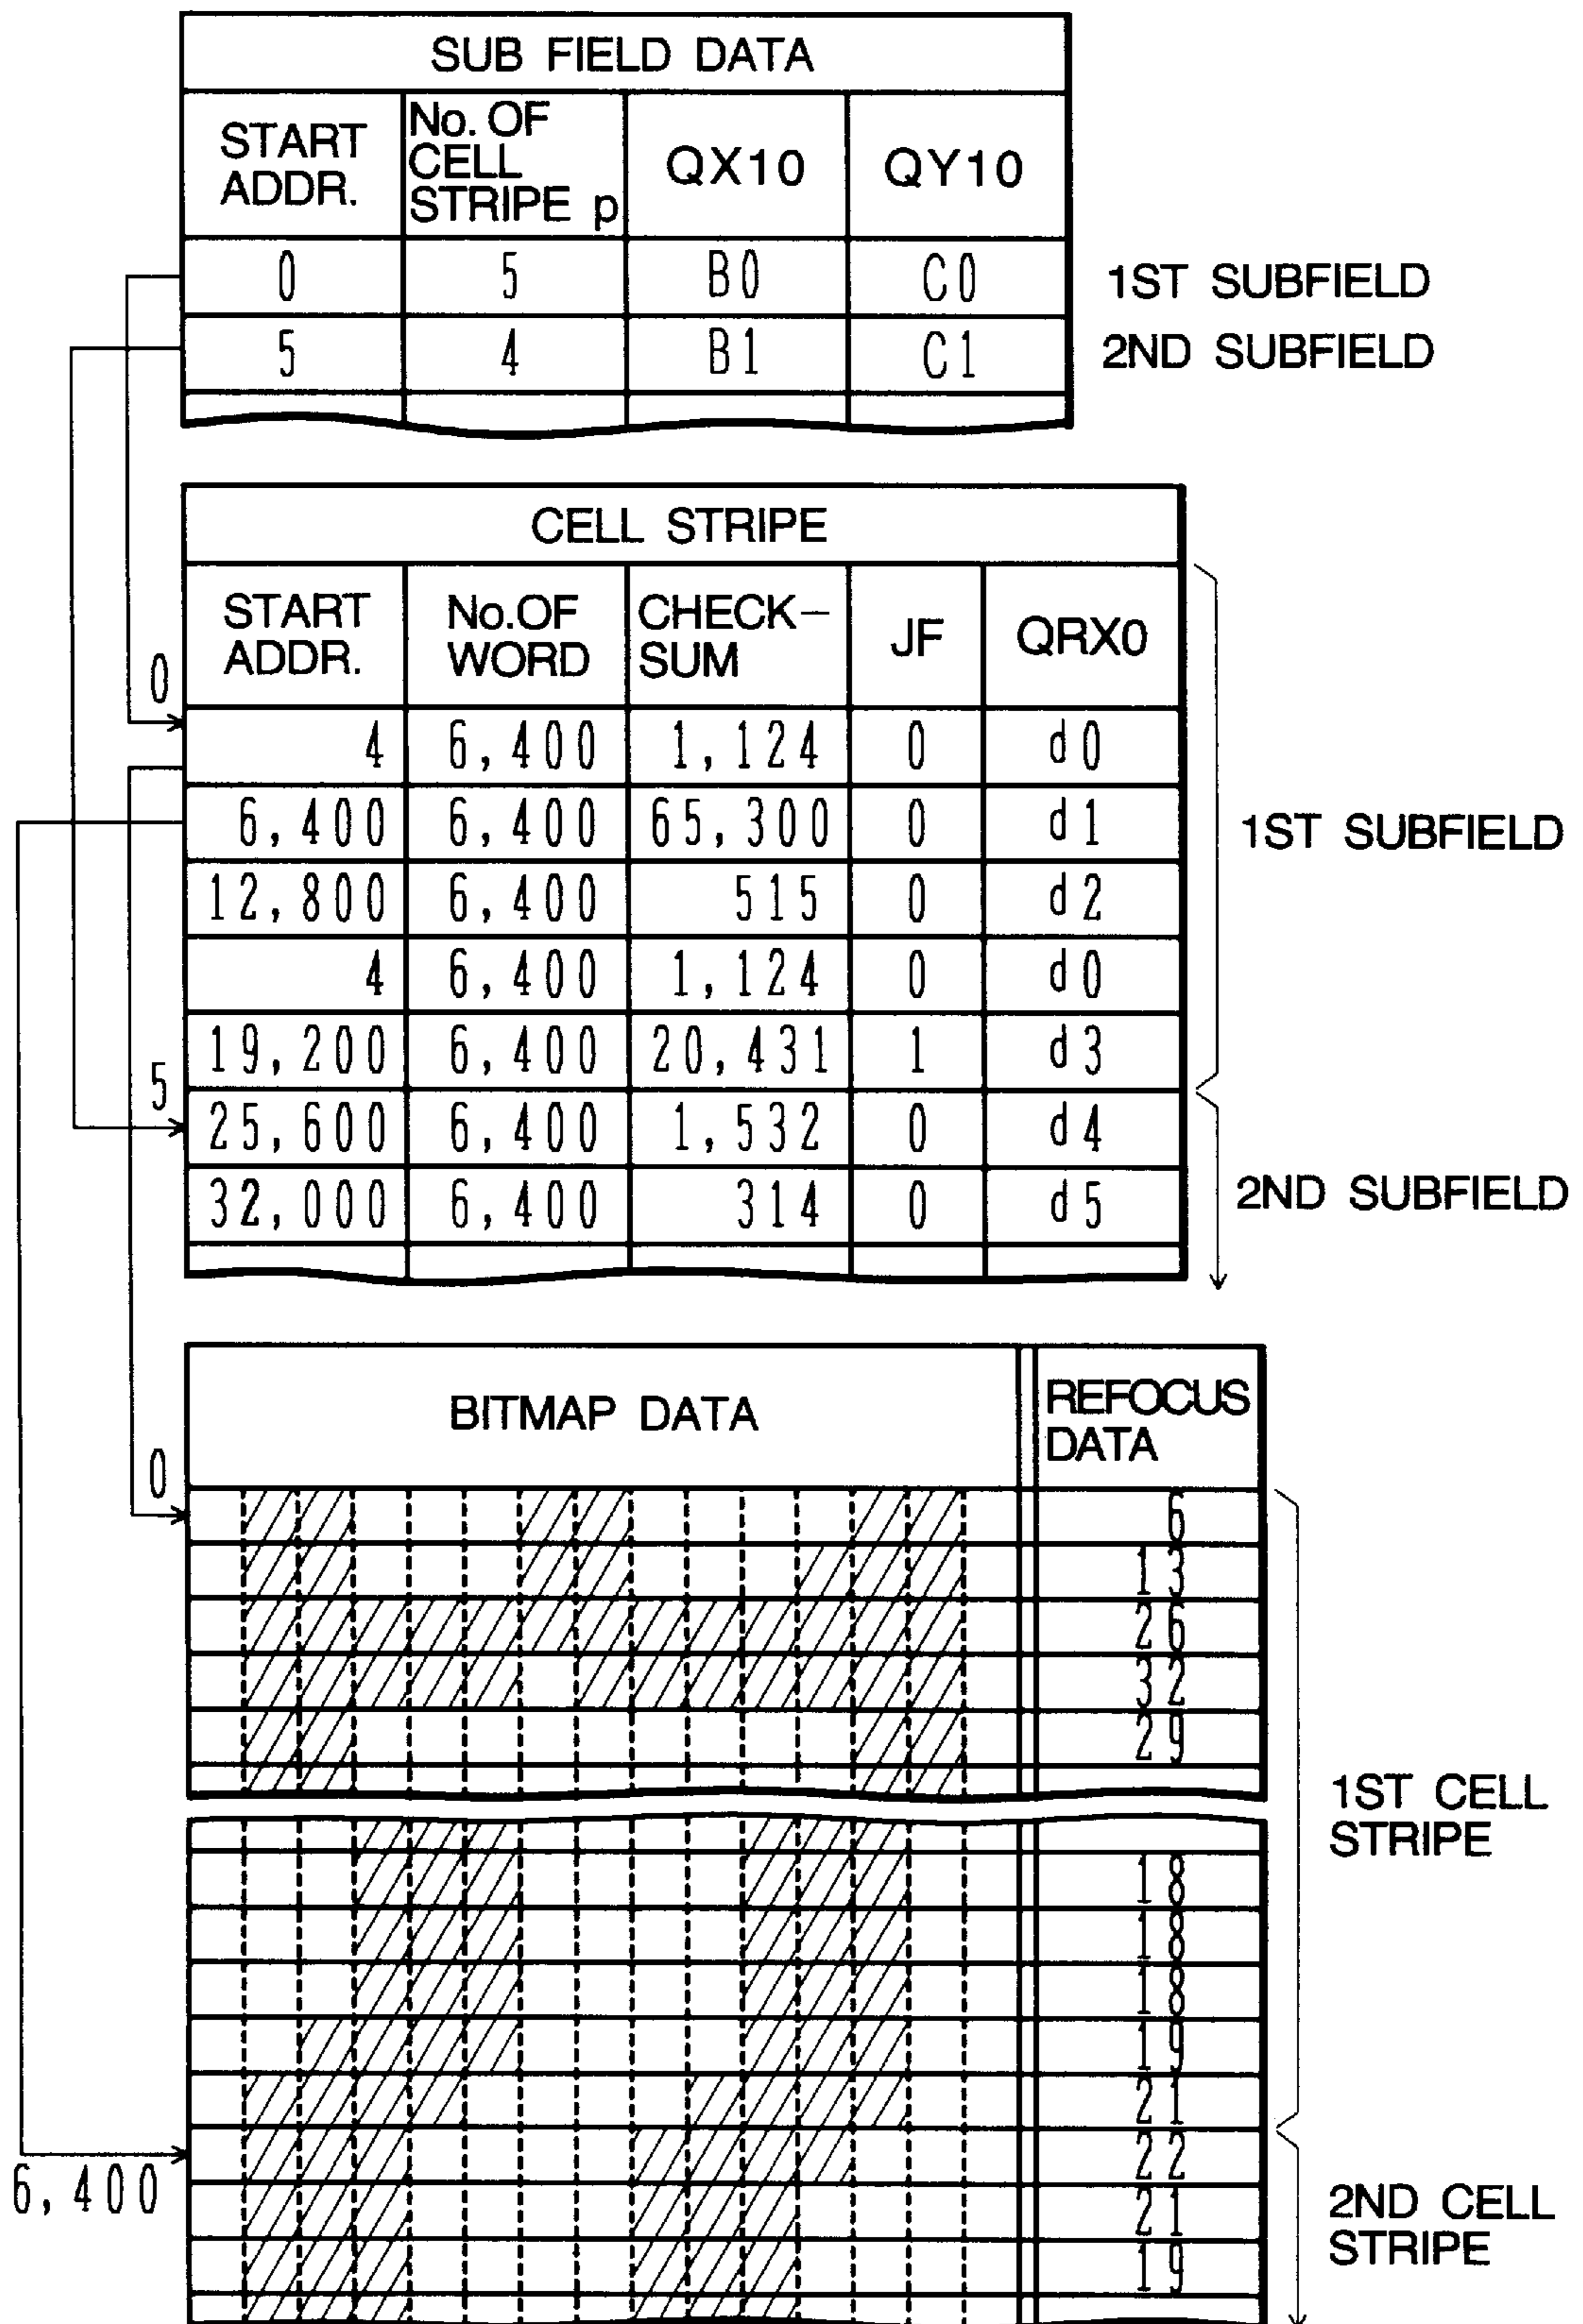 SUB FIELD DATA
START ADDR. No. OF CELL STRIPE p QX10 QY10
0 5 B0 C0 1ST SUBFIELD
5 4 B1 C1 2ND SUBFIELD
CELL STRIPE
START ADDR. No.OF WORD CHECK-SUM JF QRX0
0
4 6,400 1,124 0 d0
6,400 6,400 65,300 0 d1
1ST SUBFIELD
12,800 6,400 515 0 d2
4 6,400 1,124 0 d0
19,200 6,400 20,431 1 d3
5
25,600 6,400 1,532 0 d4
32,000 6,400 314 0 d5
2ND SUBFIELD
BITMAP DATA REFOCUS DATA
0
6
13
26
32
29
1ST CELL
STRIPE
18
18
18
19
21
22
6,400
21
19
2ND CELL
STRIPE